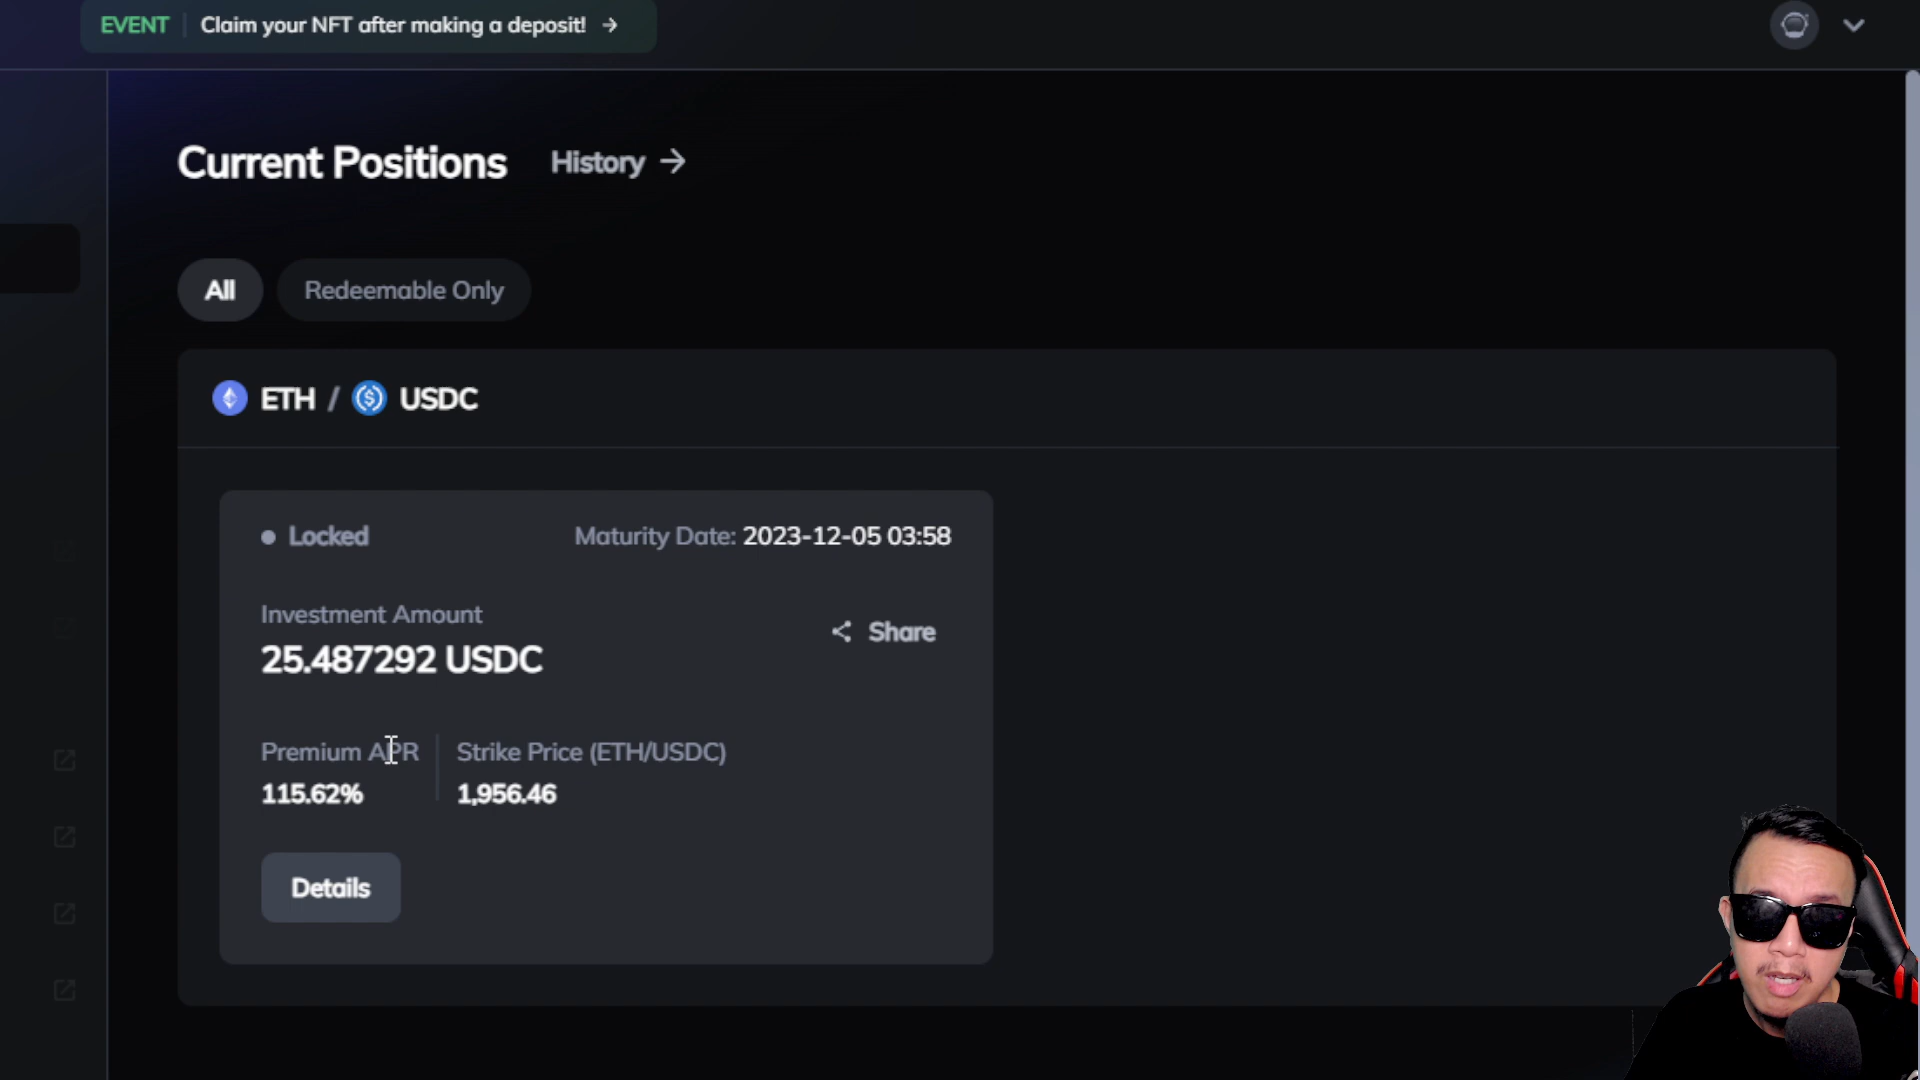 EVENT Claim your NFT after making a deposit! →
Current Positions History →
All Redeemable Only
ETH / USDC
Locked Maturity Date: 2023-12-05 03:58
Investment Amount
25.487292 USDC
Share
Premium APR Strike Price (ETH/USDC)
115.62% 1,956.46
Details